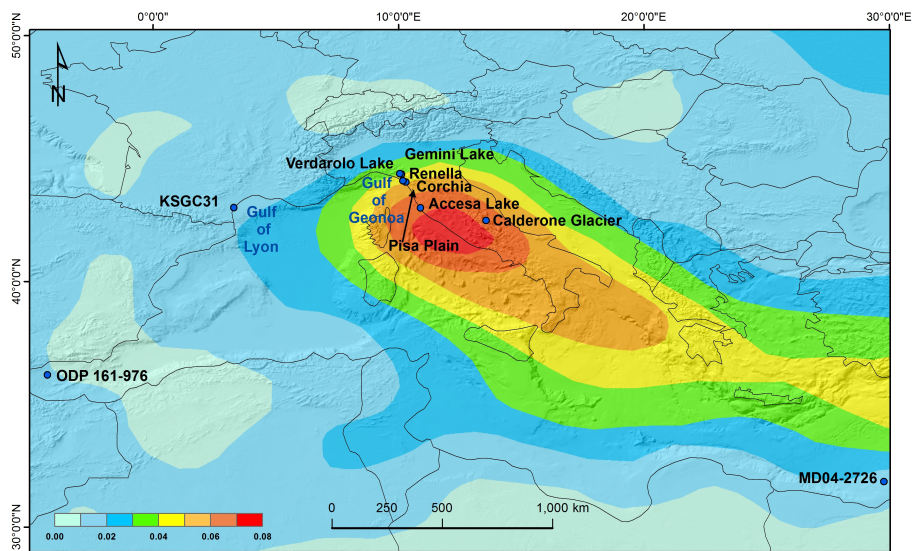 0°0'0" 10°0'0"E 20°0'0"E 30°0'0"E
50°0'0"N
N
Gemini Lake
Verdarolo Lake
Renella
Gulf
of
Geonoa
Corchia
KSGC31
Accesa Lake
Gulf
of
Lyon
Calderone Glacier
Pisa Plain
40°0'0"N
ODP 161-976
MD04-2726
0 250 500 1,000 km
30°0'0"N
0.00 0.02 0.04 0.06 0.08